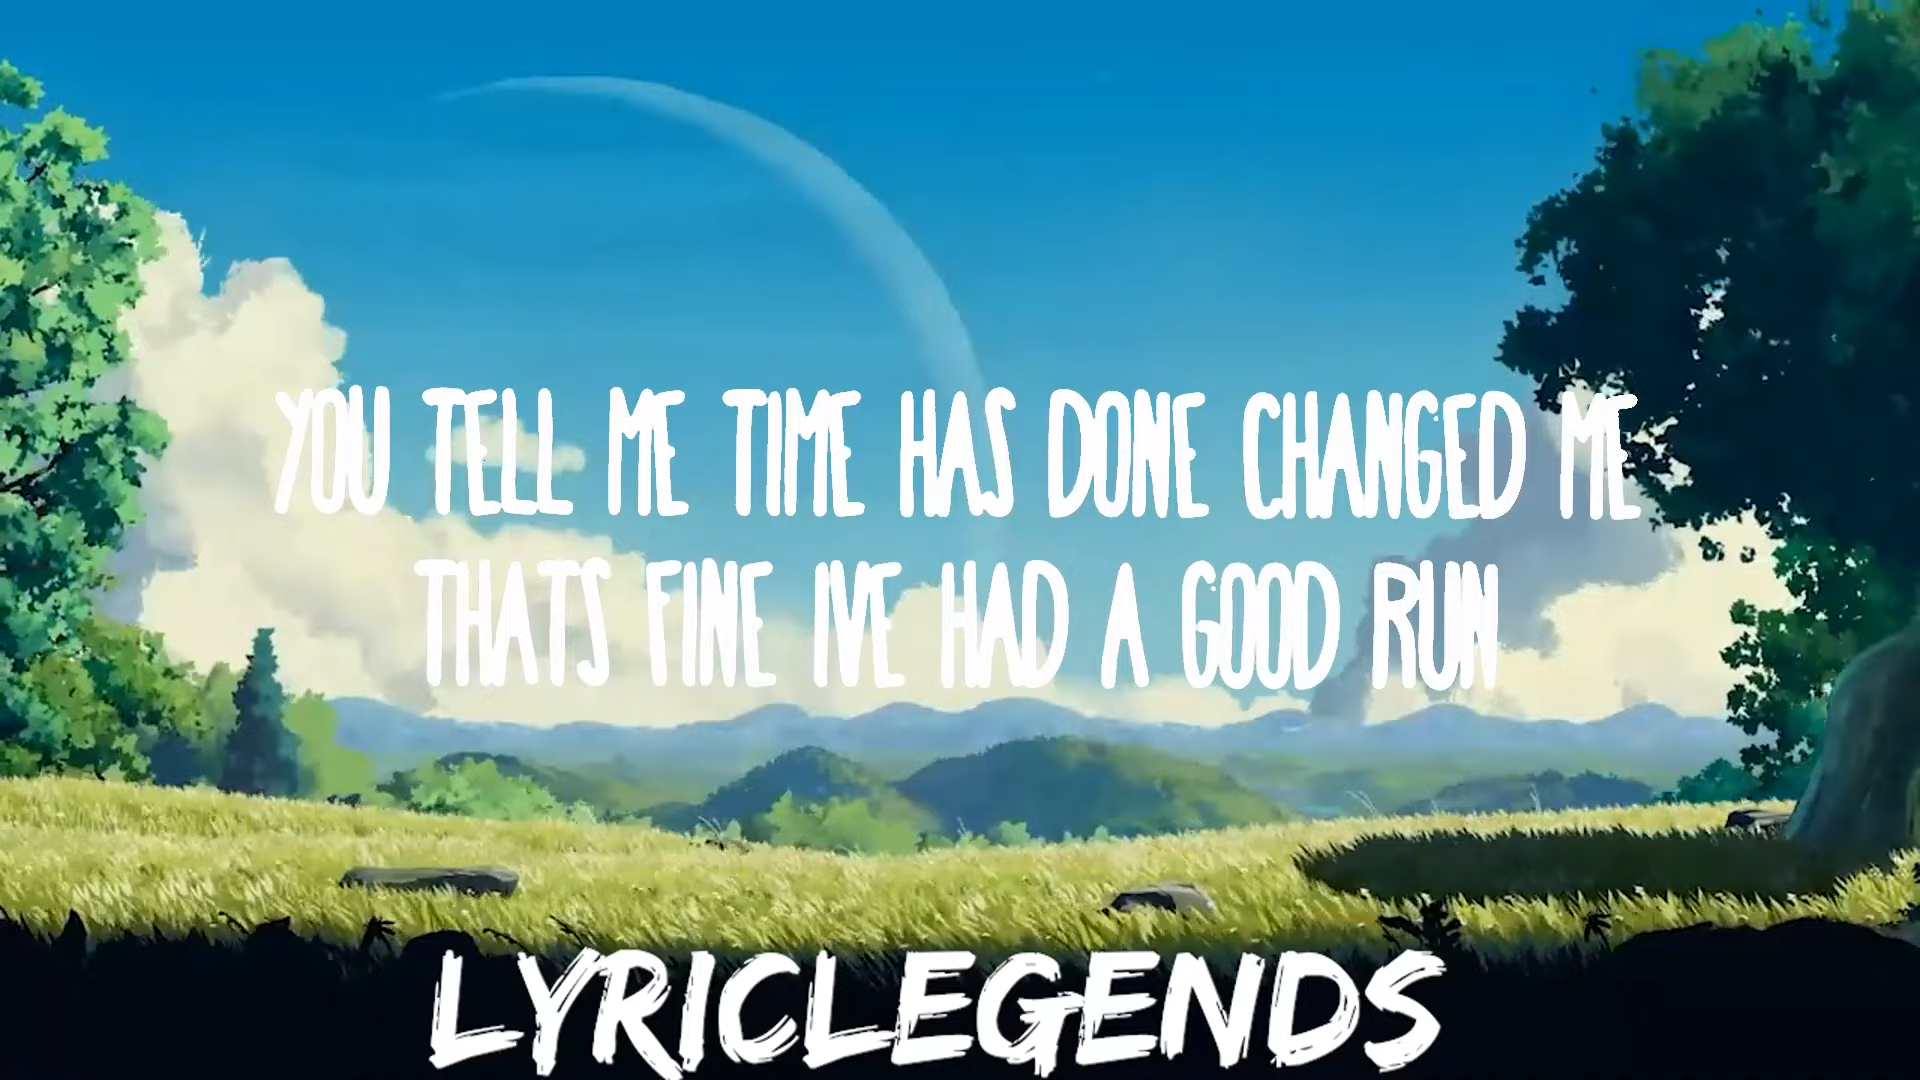 YOU TELL ME TIME HAS DONE CHANGED ME
THATS FINE IVE HAD A GOOD RUN
LYRICLEGENDS